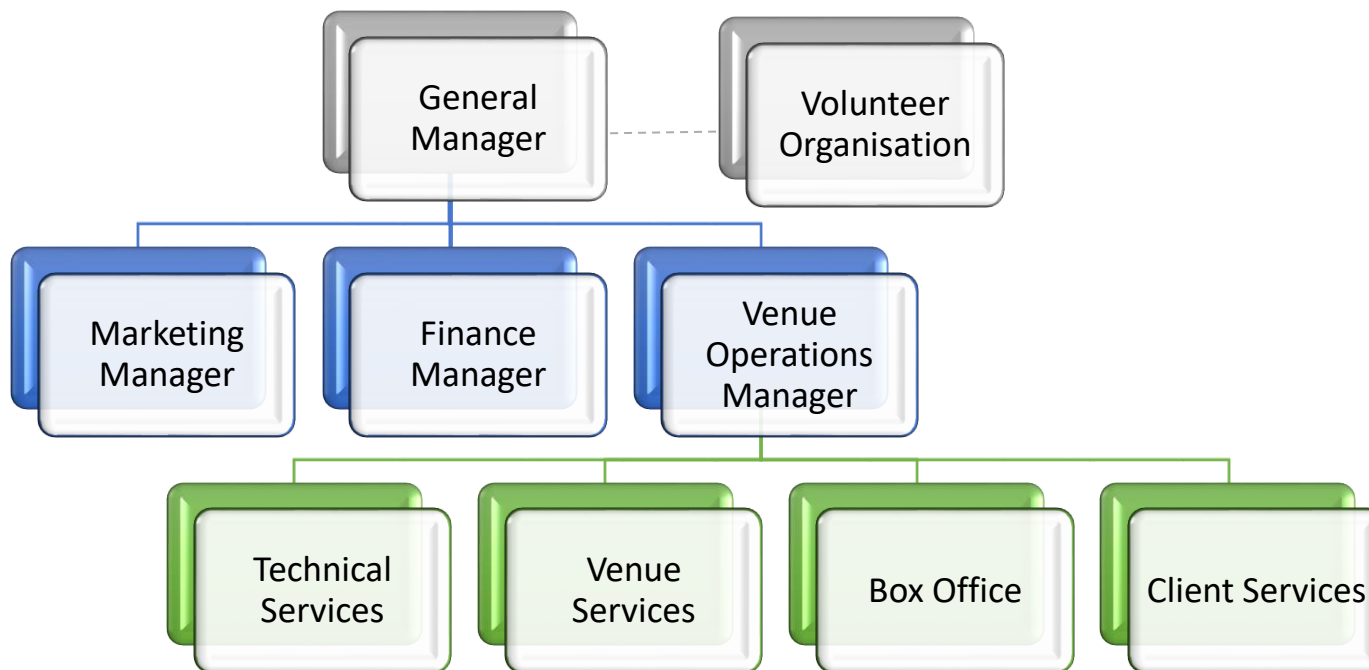 General
Manager
Volunteer
Organisation
Marketing
Manager
Finance
Manager
Venue
Operations
Manager
Technical
Services
Venue
Services
Box Office
Client Services